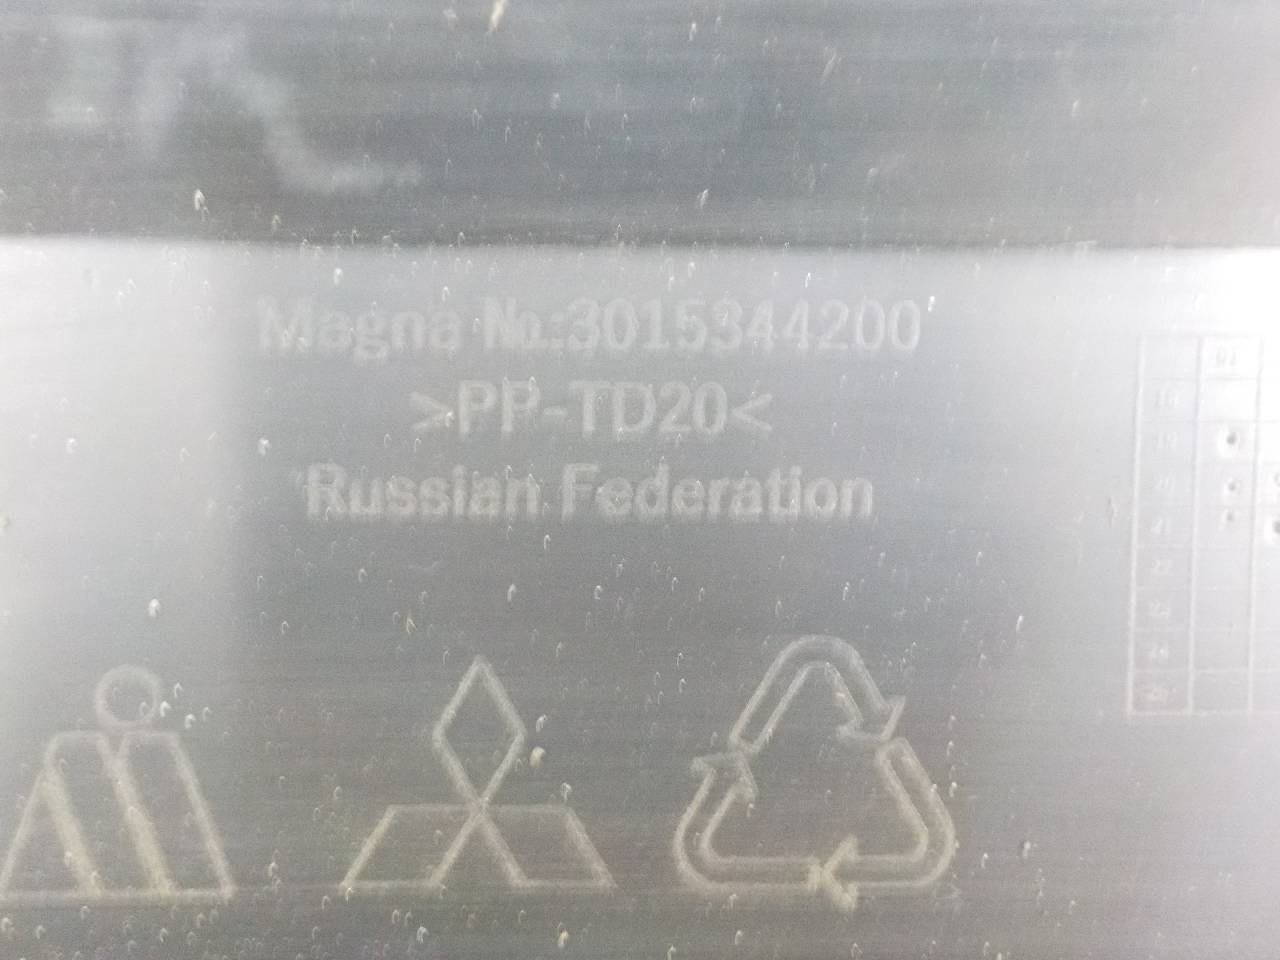 Magna №.:3015344200
>PP-TD20<
Russian Federation